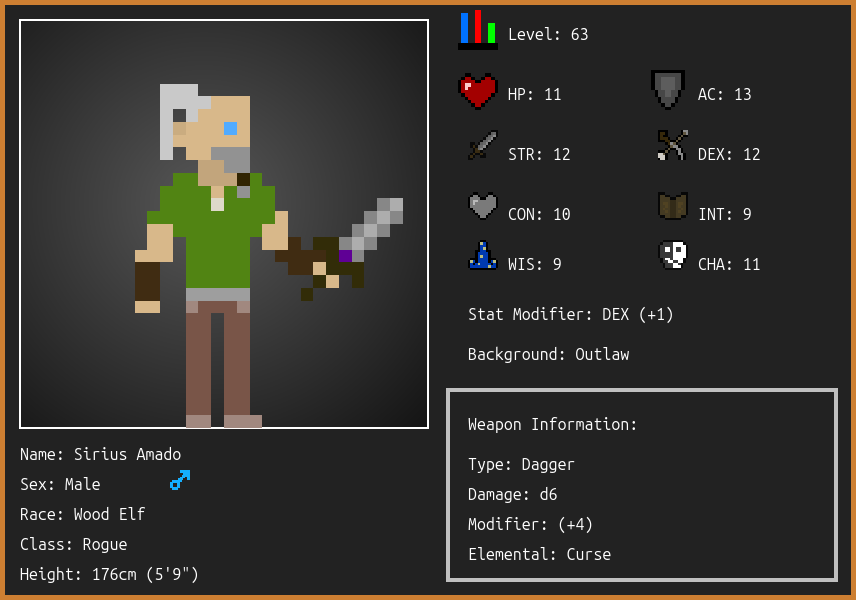 Level: 63
HP: 11
AC: 13
STR: 12
DEX: 12
CON: 10
INT: 9
WIS: 9
CHA: 11
Stat Modifier: DEX (+1)
Background: Outlaw
Weapon Information:
Type: Dagger
Damage: d6
Modifier: (+4)
Elemental: Curse
Name: Sirius Amado
Sex: Male
Race: Wood Elf
Class: Rogue
Height: 176cm (5'9")